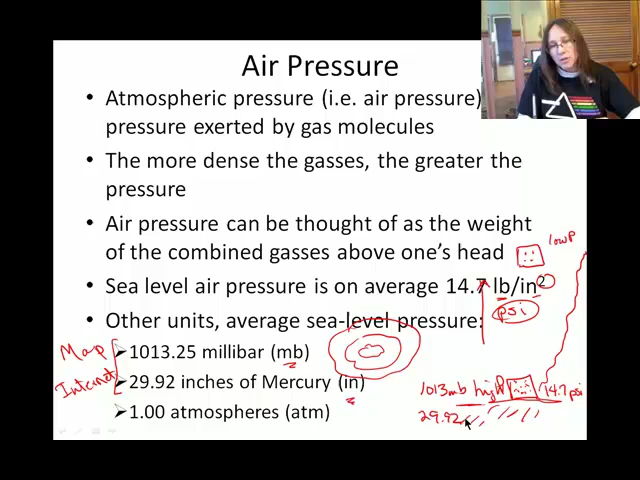 Air Pressure
• Atmospheric pressure (i.e. air pressure)
pressure exerted by gas molecules
• The more dense the gasses, the greater the
pressure
• Air pressure can be thought of as the weight
of the combined gasses above one's head
low P
• Sea level air pressure is on average 14.7 lb/in2
psi
• Other units, average sea-level pressure:
Map
➢1013.25 millibar (mb)
Internet
➢29.92 inches of Mercury (in)
1013mb high P 14.7 psi
➢1.00 atmospheres (atm)
29.92